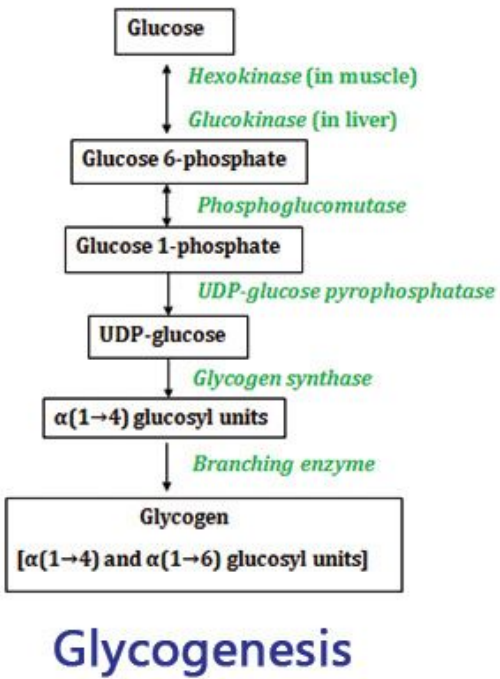 Glucose
Hexokinase (in muscle)
Glucokinase (in liver)
Glucose 6-phosphate
Phosphoglucomutase
Glucose 1-phosphate
UDP-glucose pyrophosphatase
UDP-glucose
Glycogen synthase
α(1→4) glucosyl units
Branching enzyme
Glycogen
[α(1→4) and α(1→6) glucosyl units]
Glycogenesis